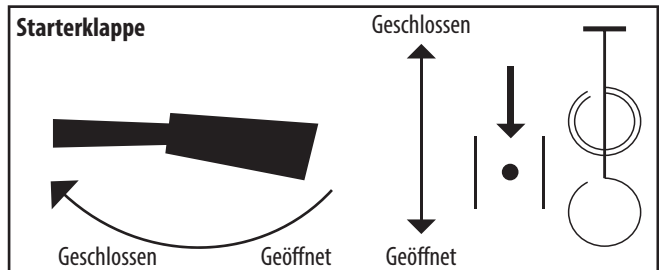 Starterklappe
Geschlossen
Geschlossen
Geöffnet
Geöffnet